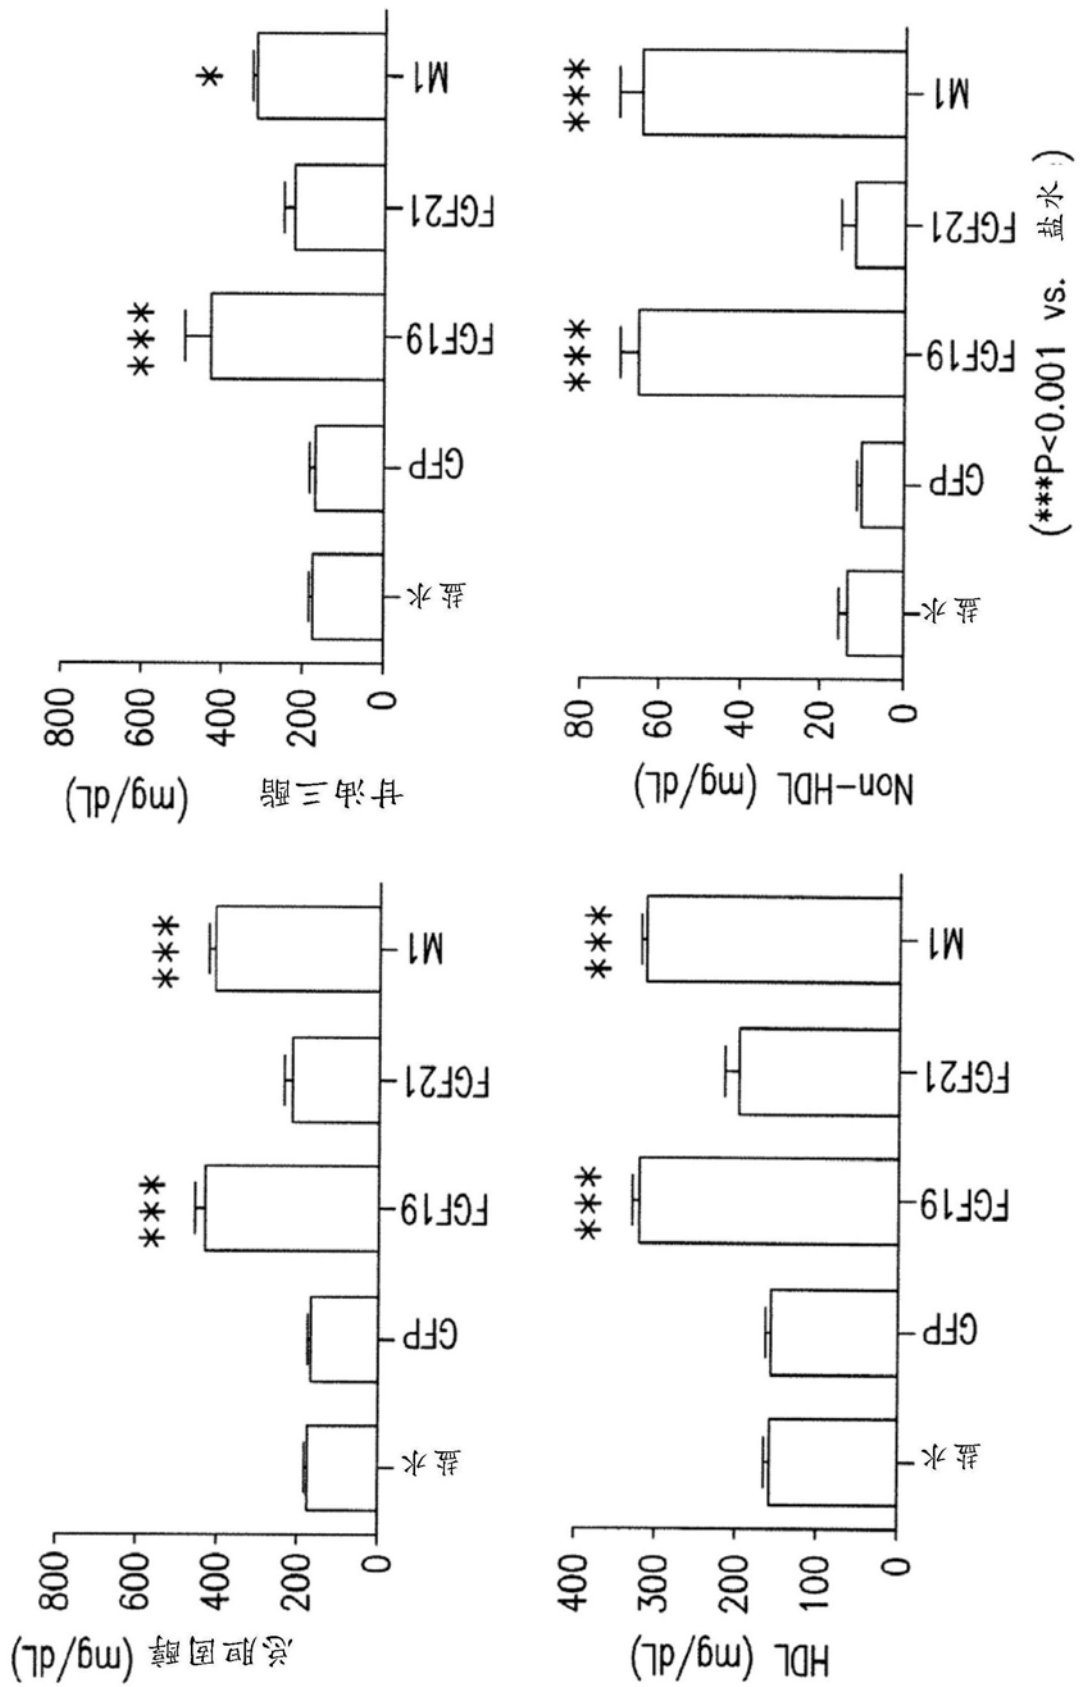 总胆固醇 (mg/dL)
800
600
400
200
0
***
***
盐水
GFP
FGF19
FGF21
M1
甘油三酯
(mg/dL)
800
600
400
200
0
***
*
盐水
GFP
FGF19
FGF21
M1
HDL (mg/dL)
400
300
200
100
0
***
***
盐水
GFP
FGF19
FGF21
M1
Non-HDL (mg/dL)
80
60
40
20
0
***
***
盐水
GFP
FGF19
FGF21
M1
(***P<0.001 vs. 盐水)